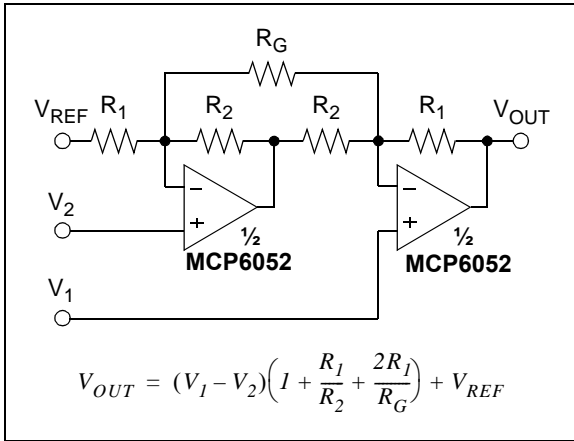 R_G
V_REF R_1 R_2 R_2 R_1 V_OUT
−
−
V_2
+
+
½
½
MCP6052
MCP6052
V_1
V_OUT = (V_1 – V_2)(1 + R_1/R_2 + 2R_1/R_G) + V_REF